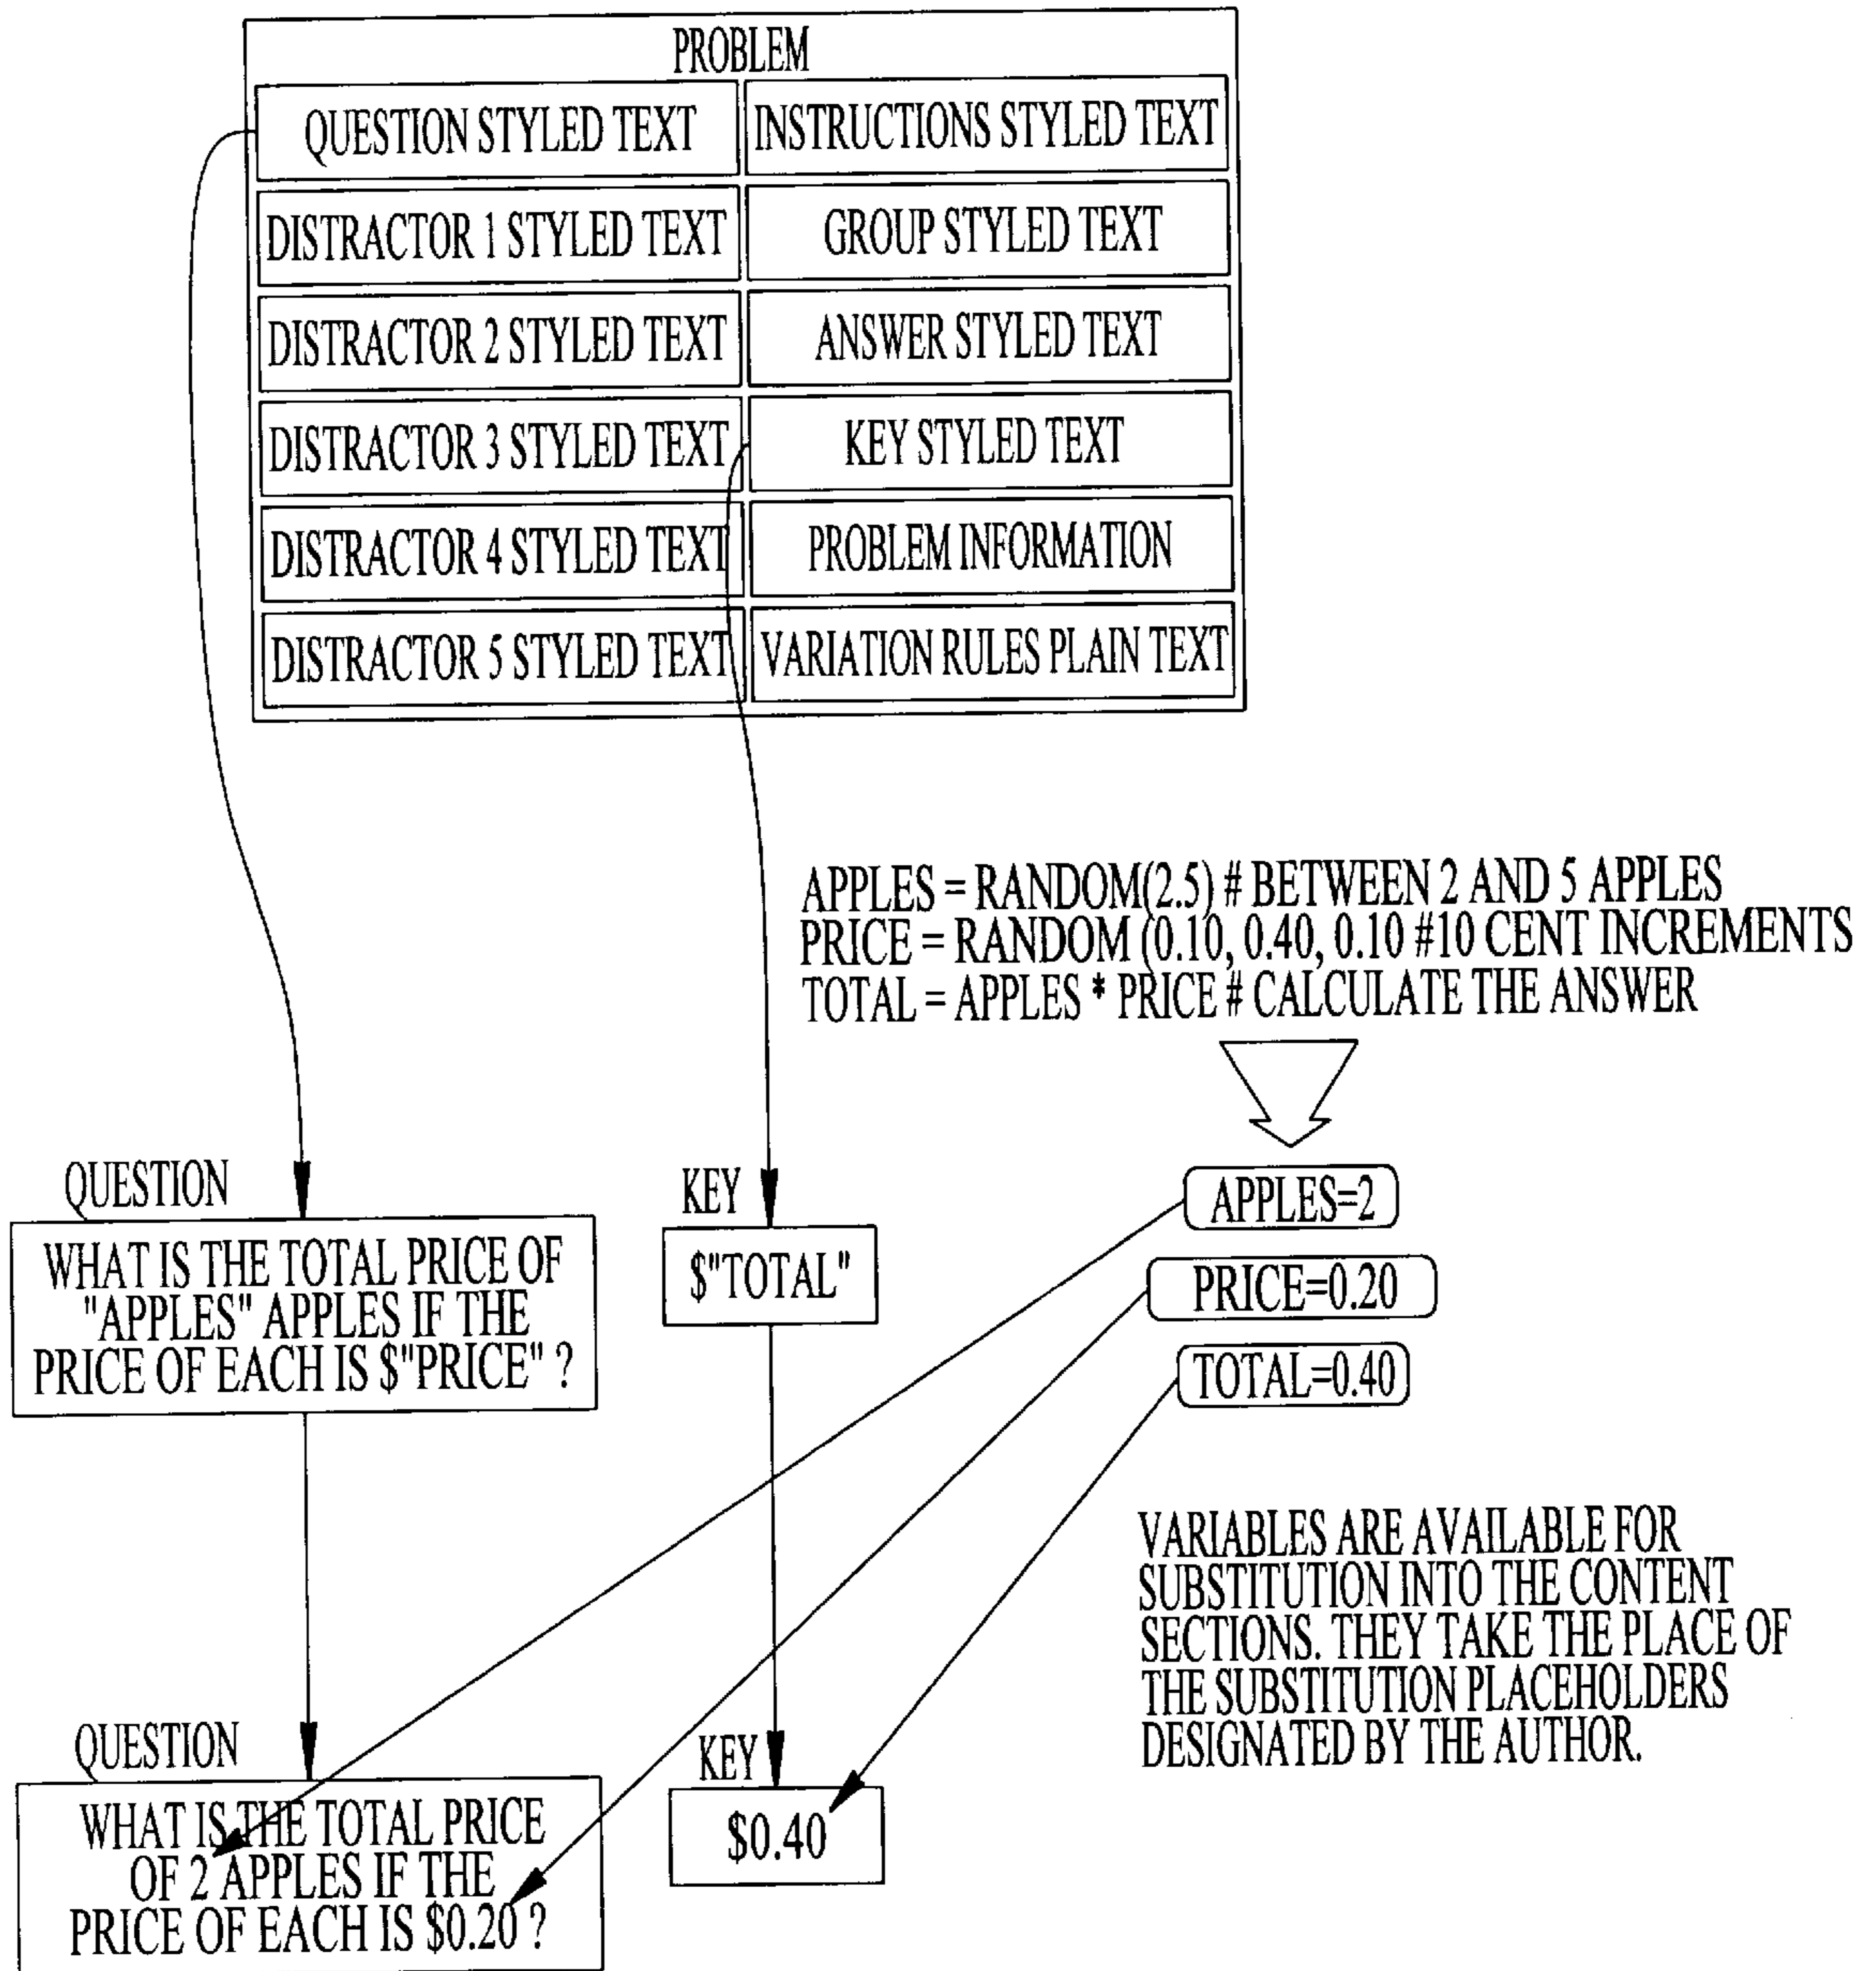 PROBLEM
QUESTION STYLED TEXT
INSTRUCTIONS STYLED TEXT
DISTRACTOR 1 STYLED TEXT
GROUP STYLED TEXT
DISTRACTOR 2 STYLED TEXT
ANSWER STYLED TEXT
DISTRACTOR 3 STYLED TEXT
KEY STYLED TEXT
DISTRACTOR 4 STYLED TEXT
PROBLEM INFORMATION
DISTRACTOR 5 STYLED TEXT
VARIATION RULES PLAIN TEXT
APPLES = RANDOM(2.5) # BETWEEN 2 AND 5 APPLES
PRICE = RANDOM (0.10, 0.40, 0.10 #10 CENT INCREMENTS
TOTAL = APPLES * PRICE # CALCULATE THE ANSWER
QUESTION
WHAT IS THE TOTAL PRICE OF
"APPLES" APPLES IF THE
PRICE OF EACH IS $"PRICE" ?
KEY
$"TOTAL"
APPLES=2
PRICE=0.20
TOTAL=0.40
VARIABLES ARE AVAILABLE FOR
SUBSTITUTION INTO THE CONTENT
SECTIONS. THEY TAKE THE PLACE OF
THE SUBSTITUTION PLACEHOLDERS
DESIGNATED BY THE AUTHOR.
QUESTION
WHAT IS THE TOTAL PRICE
OF 2 APPLES IF THE
PRICE OF EACH IS $0.20 ?
KEY
$0.40